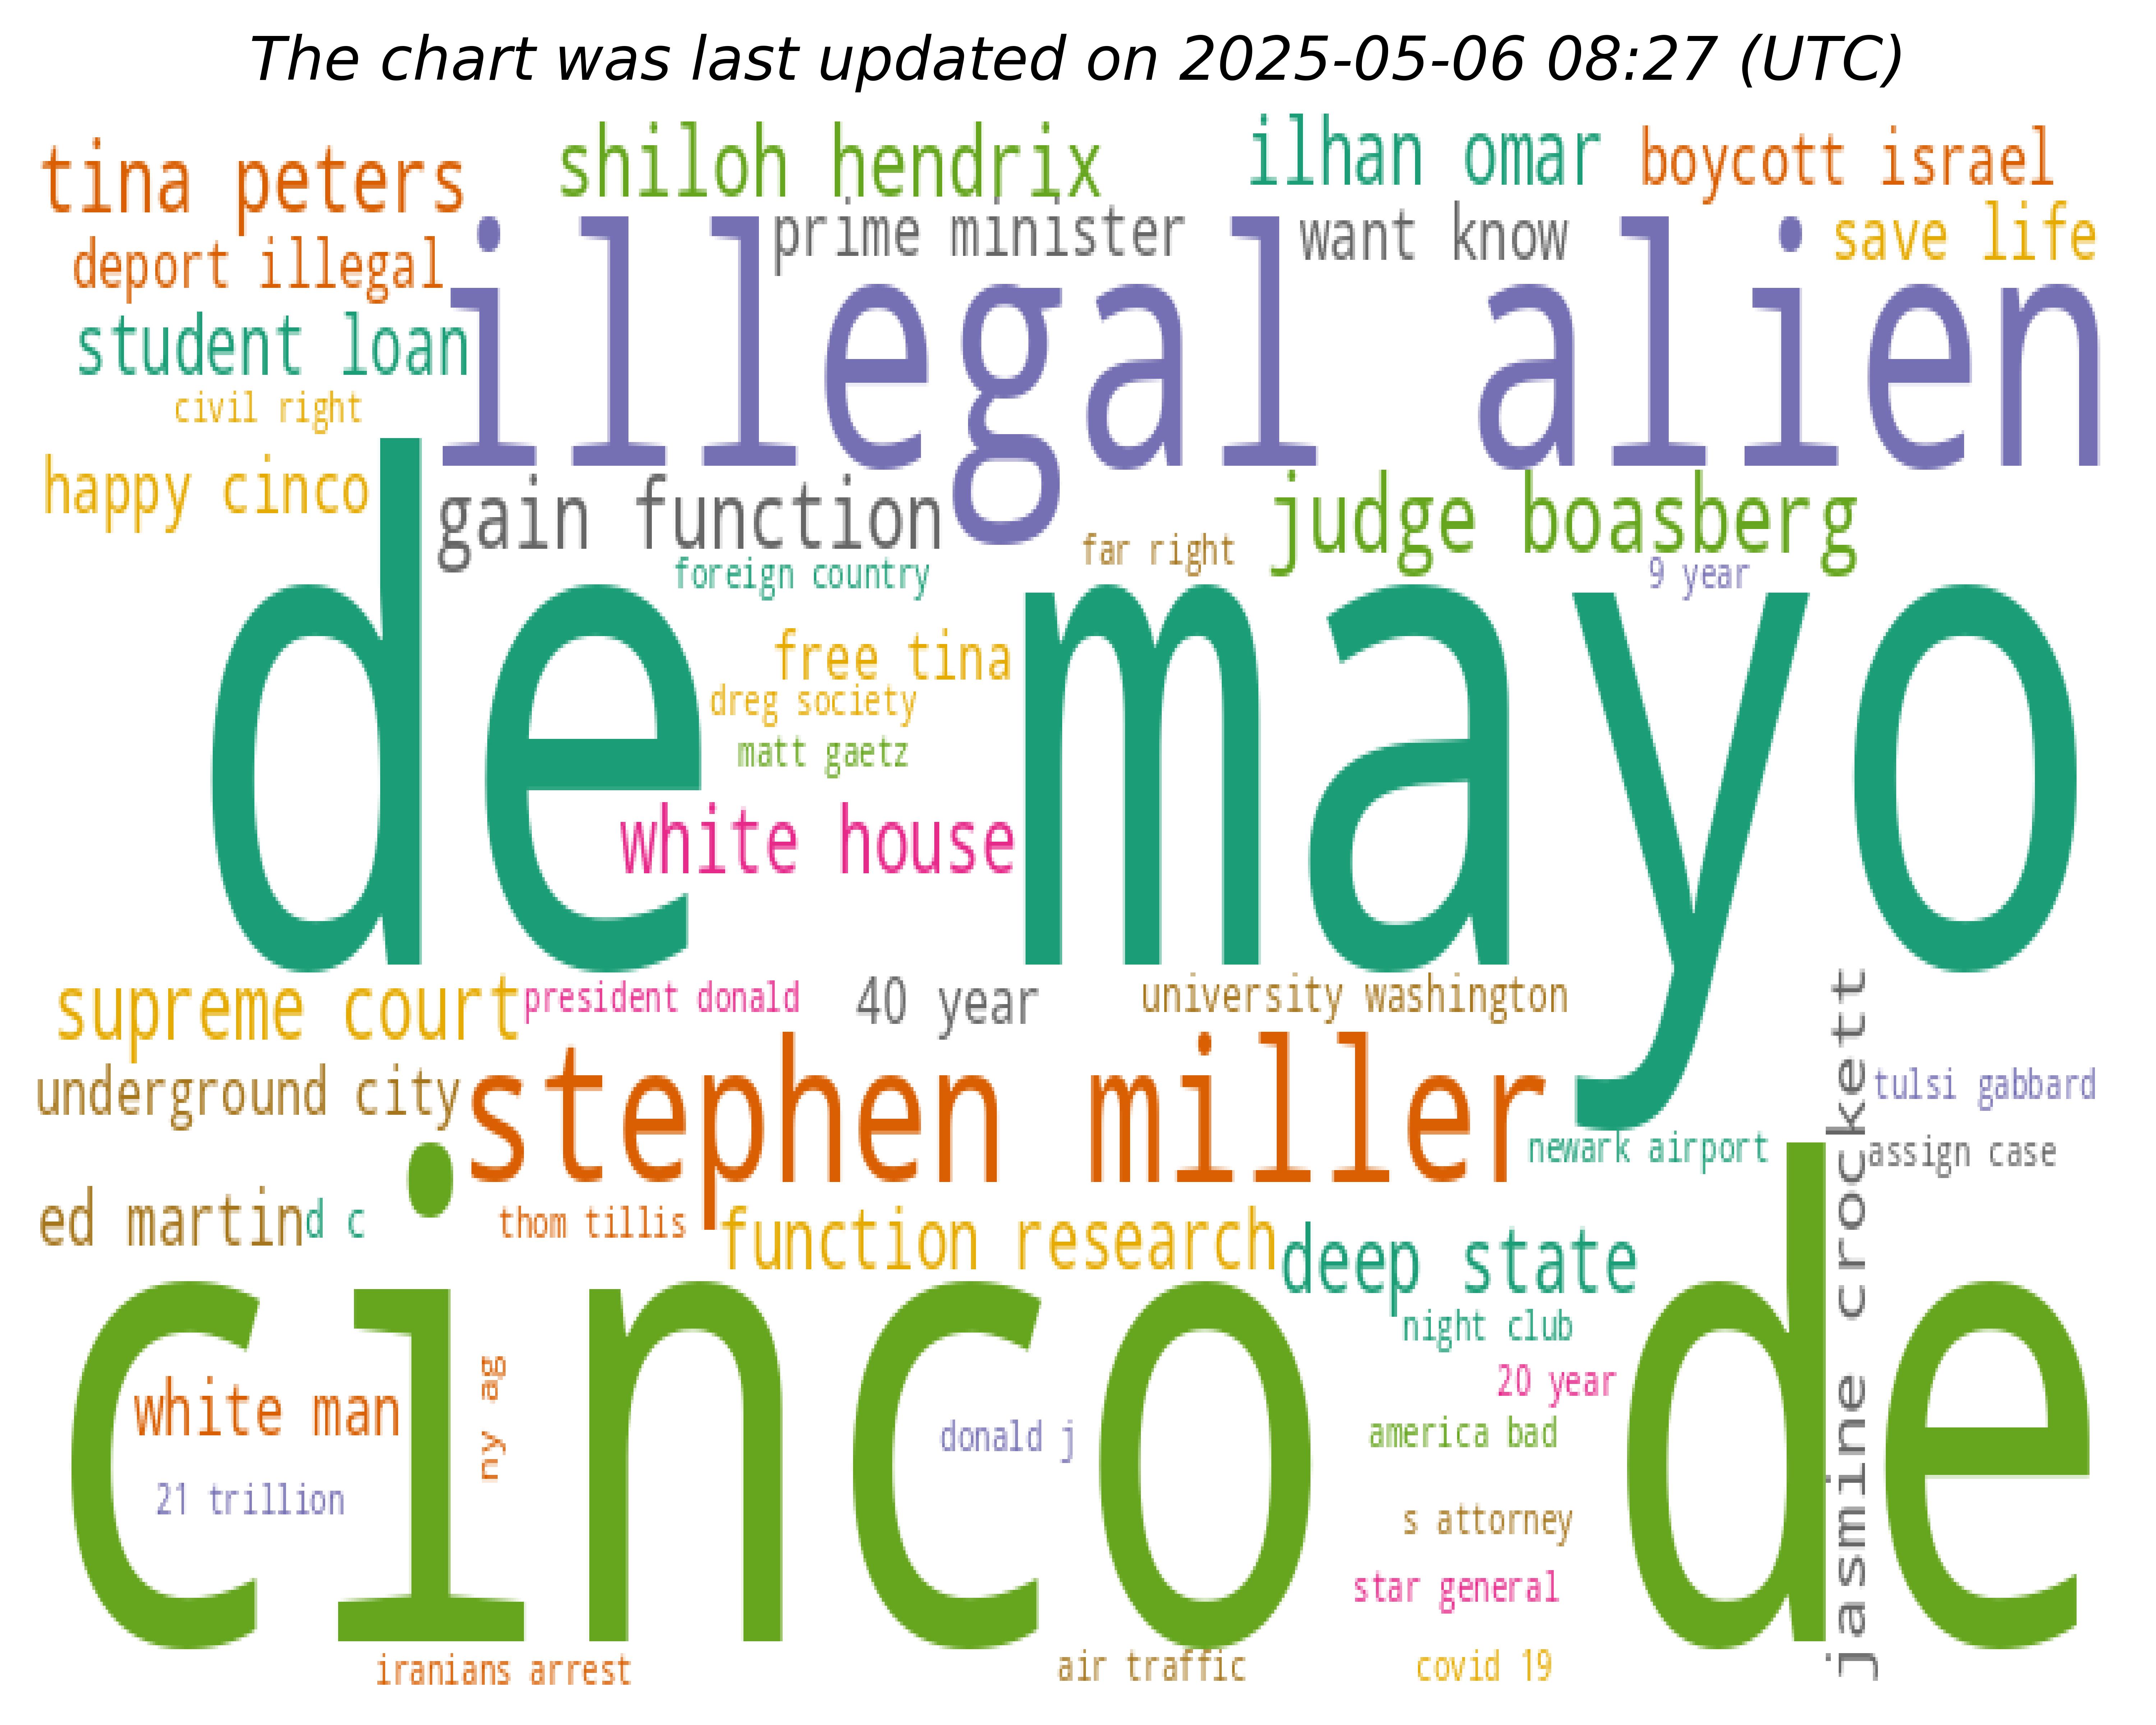 The chart was last updated on 2025-05-06 08:27 (UTC)
tina peters
shiloh hendrix
ilhan omar
boycott israel
deport illegal
prime minister
want know
save life
illegal alien
student loan
civil right
happy cinco
gain function
judge boasberg
far right
foreign country
9 year
de mayo
free tina
dreg society
matt gaetz
white house
supreme court
president donald
40 year
university washington
underground city
stephen miller
tulsi gabbard
newark airport
assign case
jasmine crockett
ed martin
d c
thom tillis
function research
deep state
night club
cinco de
white man
ny ag
20 year
donald j
america bad
21 trillion
s attorney
star general
iranians arrest
air traffic
covid 19